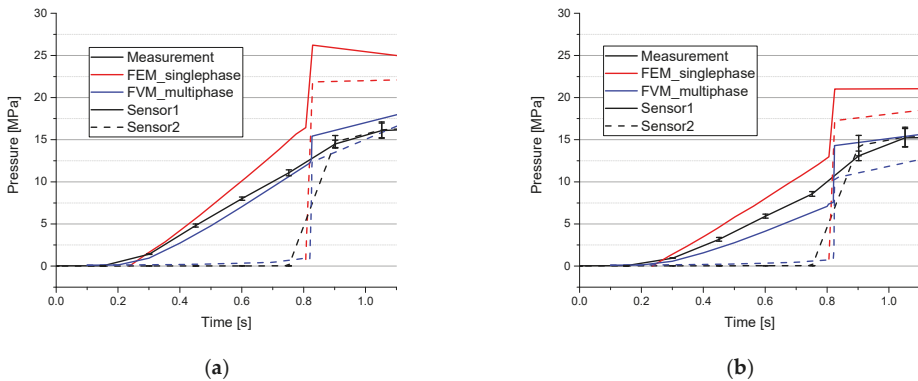 30
25
20
15
10
5
0
Pressure [MPa]
Measurement
FEM_singlephase
FVM_multiphase
Sensor1
Sensor2
0.0 0.2 0.4 0.6 0.8 1.0
Time [s]
(a)
30
25
20
15
10
5
0
Pressure [MPa]
Measurement
FEM_singlephase
FVM_multiphase
Sensor1
Sensor2
0.0 0.2 0.4 0.6 0.8 1.0
Time [s]
(b)